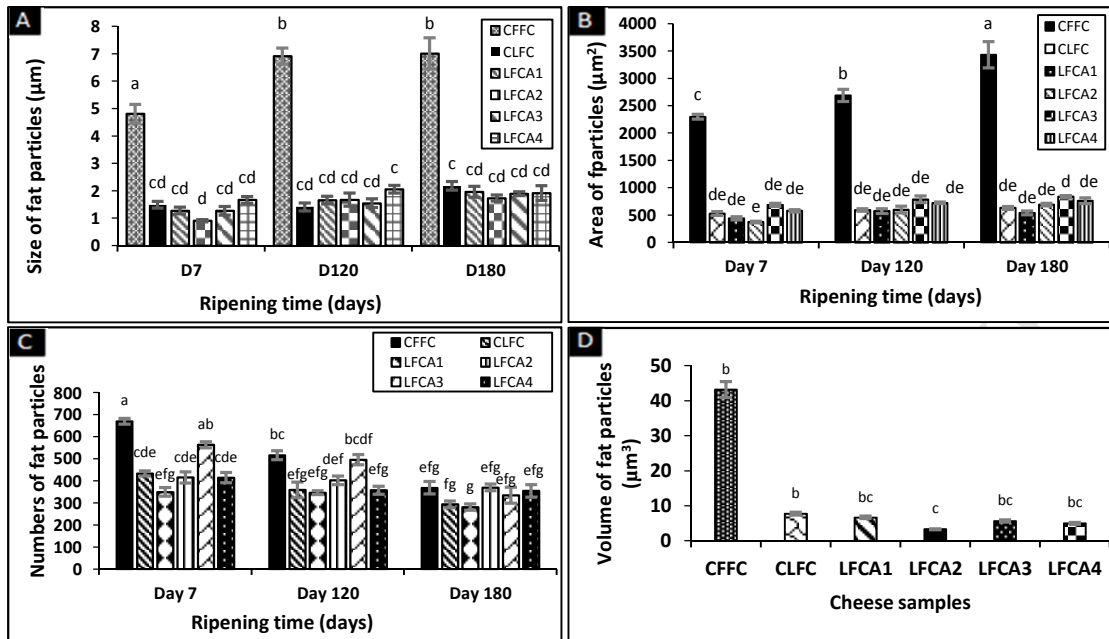 A
Size of fat particles (µm)
8
7
6
5
4
3
2
1
0
a
cd
cd
d
cd
cd
b
cd
cd
cd
cd
c
b
c
cd
cd
cd
cd
CFFC
CLFC
LFCA1
LFCA2
LFCA3
LFCA4
D7
D120
D180
Ripening time (days)
B
Area of fparticles (µm²)
4000
3500
3000
2500
2000
1500
1000
500
0
c
de
de
e
de
de
b
de
de
de
de
de
a
de
de
de
d
de
CFFC
CLFC
LFCA1
LFCA2
LFCA3
LFCA4
Day 7
Day 120
Day 180
Ripening time (days)
C
Numbers of fat particles
800
700
600
500
400
300
200
100
0
CFFC
CLFC
LFCA1
LFCA2
LFCA3
LFCA4
a
cde
efg
cde
ab
cde
bc
efg
efg
def
bcdf
efg
efg
fg
g
efg
efg
efg
Day 7
Day 120
Day 180
Ripening time (days)
D
Volume of fat particles
(µm³)
50
40
30
20
10
0
b
b
bc
c
bc
bc
CFFC
CLFC
LFCA1
LFCA2
LFCA3
LFCA4
Cheese samples